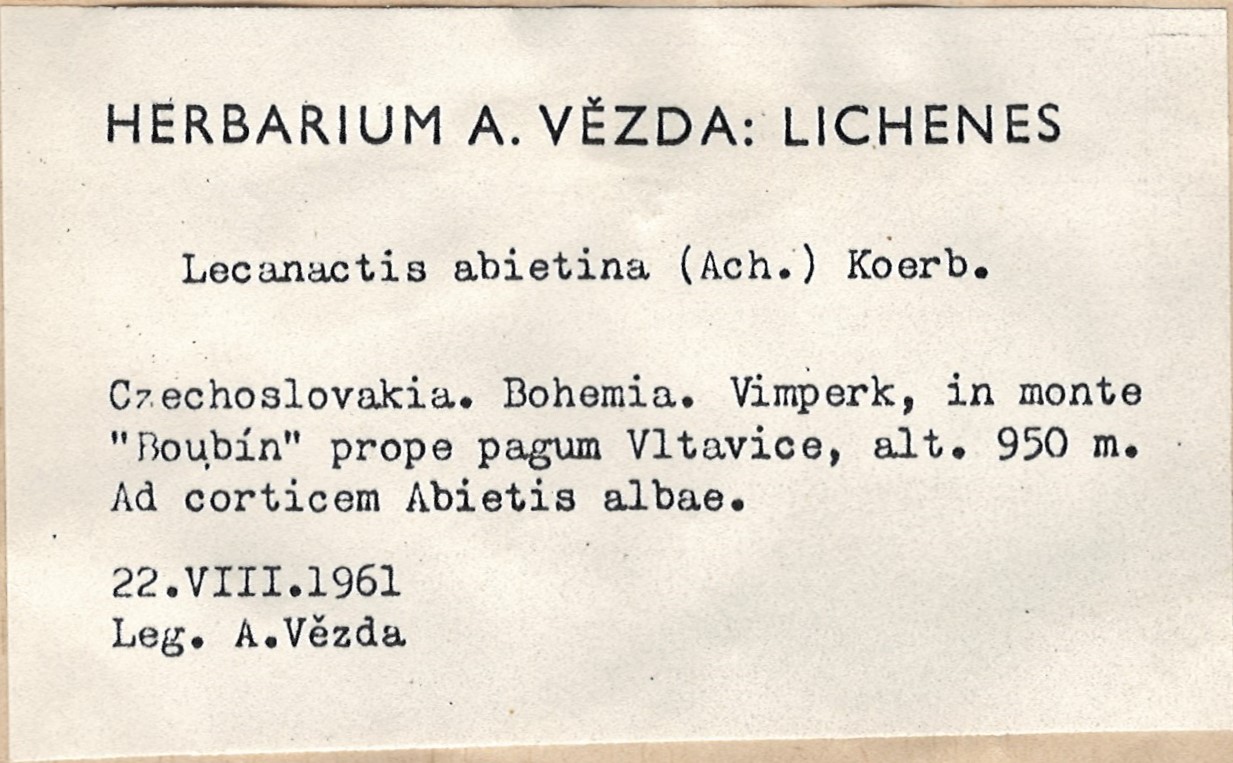 HERBARIUM A. VĚZDA: LICHENES
Lecanactis abietina (Ach.) Koerb.
Czechoslovakia. Bohemia. Vimperk, in monte
"Boubín" prope pagum Vltavice, alt. 950 m.
Ad corticem Abietis albae.
22.VIII.1961
Leg. A.Vězda